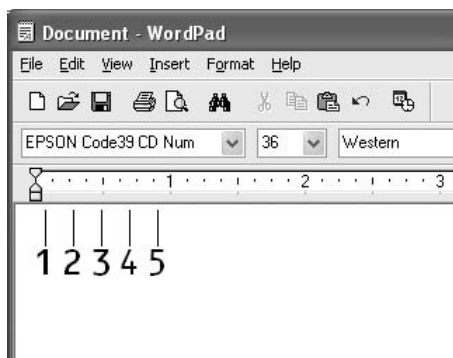 Document - WordPad
File Edit View Insert Format Help
EPSON Code39 CD Num 36 Western
1 2 3
1 2 3 4 5